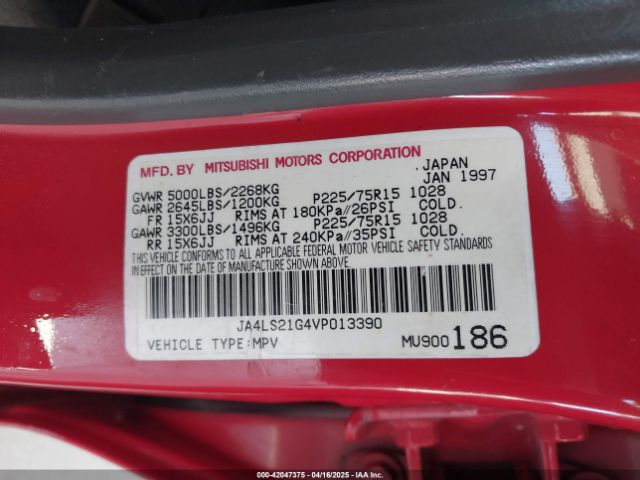 MFD. BY MITSUBISHI MOTORS CORPORATION JAPAN
JAN 1997
GVWR 5000LBS/2268KG
GAWR 2645LBS/1200KG P225/75R15 1028
FR 15X6JJ RIMS AT 180KPA//26PSI COLD.
GAWR 3300LBS/1496KG P225/75R15 1028
RR 15X6JJ RIMS AT 240KPA//35PSI COLD.
THIS VEHICLE CONFORMS TO ALL APPLICABLE FEDERAL MOTOR VEHICLE SAFETY STANDARDS
IN EFFECT ON THE DATE OF MANUFACTURE SHOWN ABOVE.
JA4LS21G4VP013390
VEHICLE TYPE:MPV MU900186
000-42047375 - 04/16/2025 - IAA Inc.